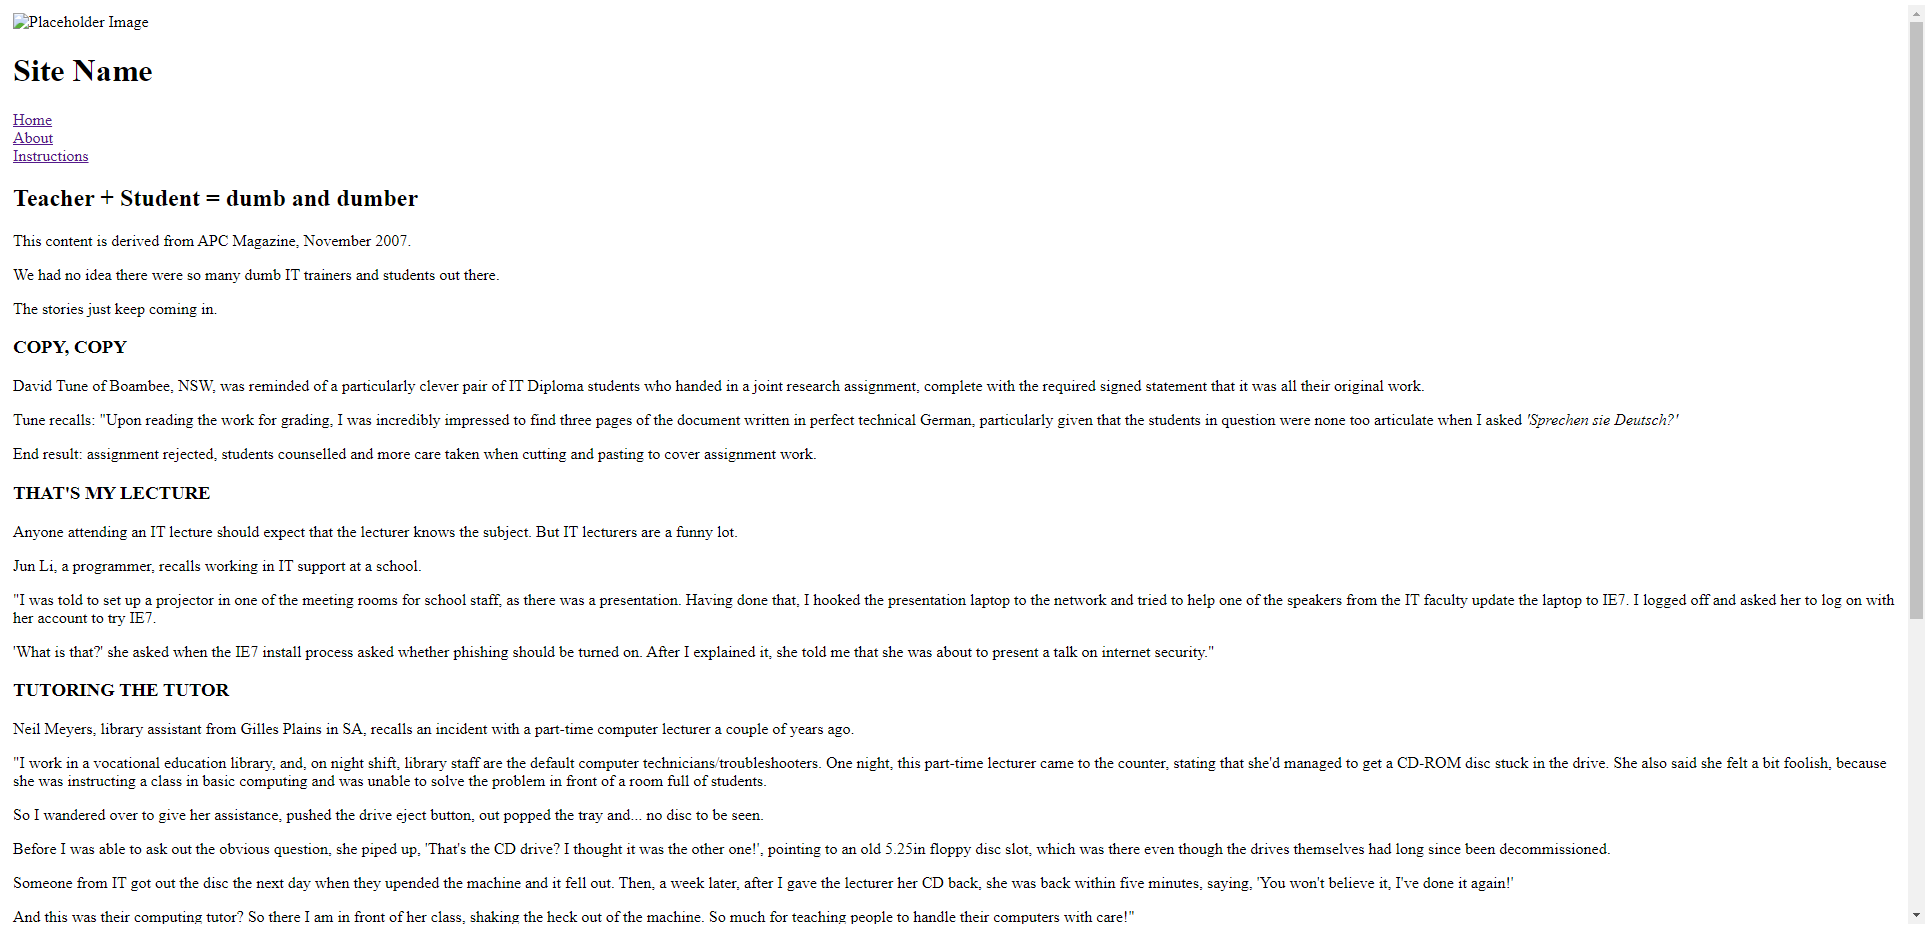 Placeholder Image
Site Name
Home
About
Instructions
Teacher + Student = dumb and dumber
This content is derived from APC Magazine, November 2007.
We had no idea there were so many dumb IT trainers and students out there.
The stories just keep coming in.
COPY, COPY
David Tune of Boambee, NSW, was reminded of a particularly clever pair of IT Diploma students who handed in a joint research assignment, complete with the required signed statement that it was all their original work.
Tune recalls: "Upon reading the work for grading, I was incredibly impressed to find three pages of the document written in perfect technical German, particularly given that the students in question were none too articulate when I asked 'Sprechen sie Deutsch?'
End result: assignment rejected, students counselled and more care taken when cutting and pasting to cover assignment work.
THAT'S MY LECTURE
Anyone attending an IT lecture should expect that the lecturer knows the subject. But IT lecturers are a funny lot.
Jun Li, a programmer, recalls working in IT support at a school.
"I was told to set up a projector in one of the meeting rooms for school staff, as there was a presentation. Having done that, I hooked the presentation laptop to the network and tried to help one of the speakers from the IT faculty update the laptop to IE7. I logged off and asked her to log on with
her account to try IE7.
'What is that?' she asked when the IE7 install process asked whether phishing should be turned on. After I explained it, she told me that she was about to present a talk on internet security."
TUTORING THE TUTOR
Neil Meyers, library assistant from Gilles Plains in SA, recalls an incident with a part-time computer lecturer a couple of years ago.
"I work in a vocational education library, and, on night shift, library staff are the default computer technicians/troubleshooters. One night, this part-time lecturer came to the counter, stating that she'd managed to get a CD-ROM disc stuck in the drive. She also said she felt a bit foolish, because
she was instructing a class in basic computing and was unable to solve the problem in front of a room full of students.
So I wandered over to give her assistance, pushed the drive eject button, out popped the tray and... no disc to be seen.
Before I was able to ask out the obvious question, she piped up, 'That's the CD drive? I thought it was the other one!', pointing to an old 5.25in floppy disc slot, which was there even though the drives themselves had long since been decommissioned.
Someone from IT got out the disc the next day when they upended the machine and it fell out. Then, a week later, after I gave the lecturer her CD back, she was back within five minutes, saying, 'You won't believe it, I've done it again!'
And this was their computing tutor? So there I am in front of her class, shaking the heck out of the machine. So much for teaching people to handle their computers with care!"